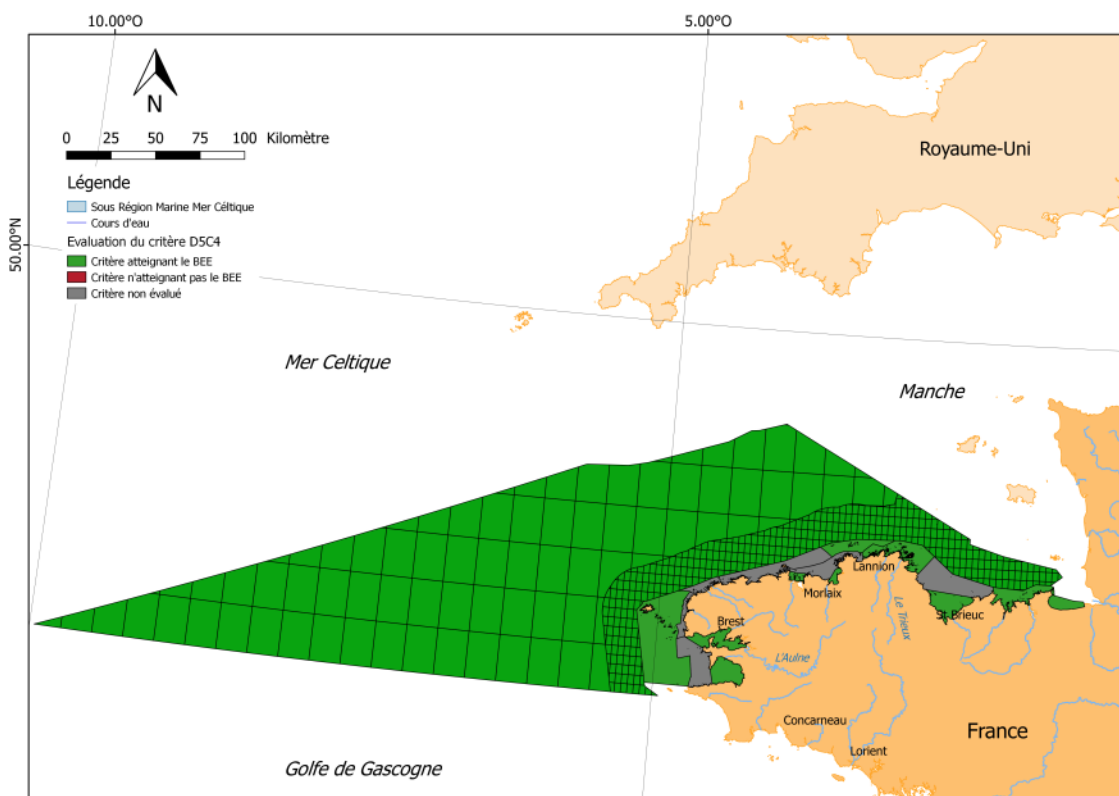 10.00°O
5.00°O
50.00°N
N
0 25 50 75 100 Kilomètre
Légende
Sous Région Marine Mer Céltique
Cours d'eau
Evaluation du critère D5C4
Critère atteignant le BEE
Critère n'atteignant pas le BEE
Critère non évalué
Royaume-Uni
Mer Celtique
Manche
Lannion
Morlaix
Le Trieux
St-Brieuc
Brest
L'Aulne
Concarneau
France
Lorient
Golfe de Gascogne